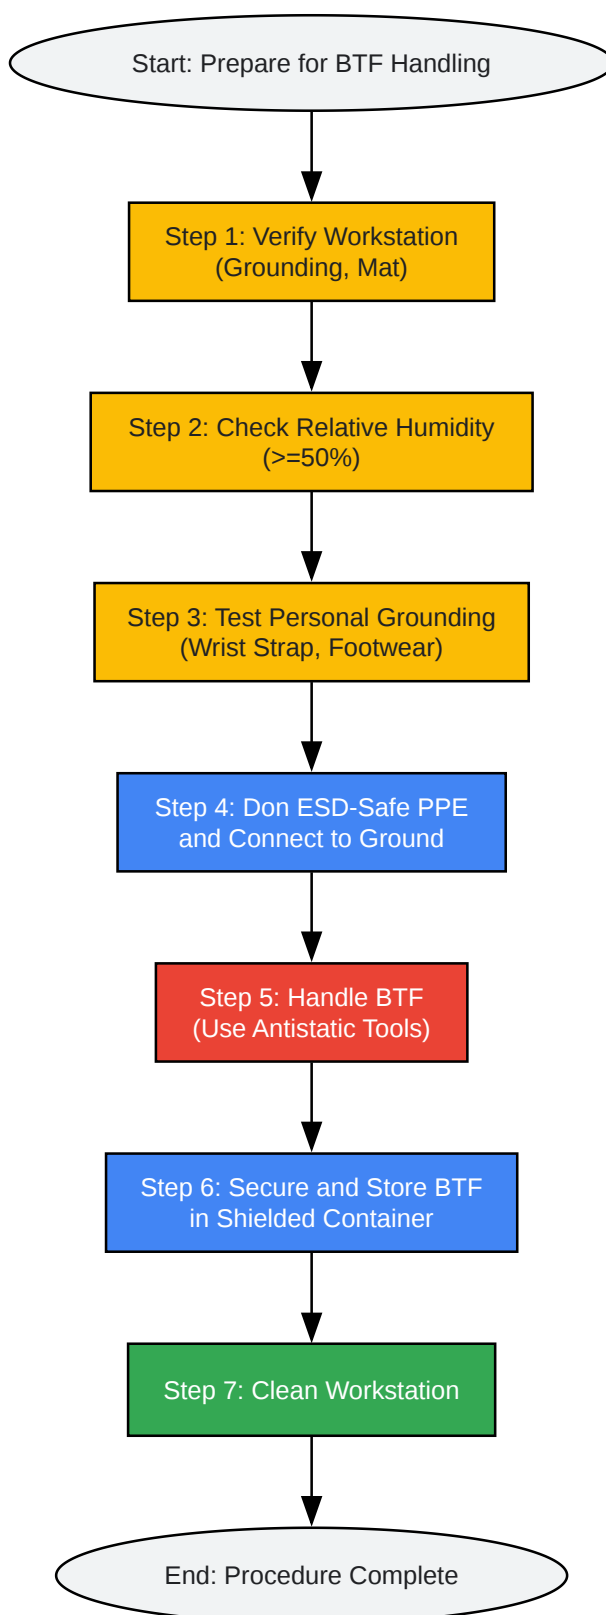 Start: Prepare for BTF Handling
Step 1: Verify Workstation
(Grounding, Mat)
Step 2: Check Relative Humidity
(>=50%)
Step 3: Test Personal Grounding
(Wrist Strap, Footwear)
Step 4: Don ESD-Safe PPE
and Connect to Ground
Step 5: Handle BTF
(Use Antistatic Tools)
Step 6: Secure and Store BTF
in Shielded Container
Step 7: Clean Workstation
End: Procedure Complete